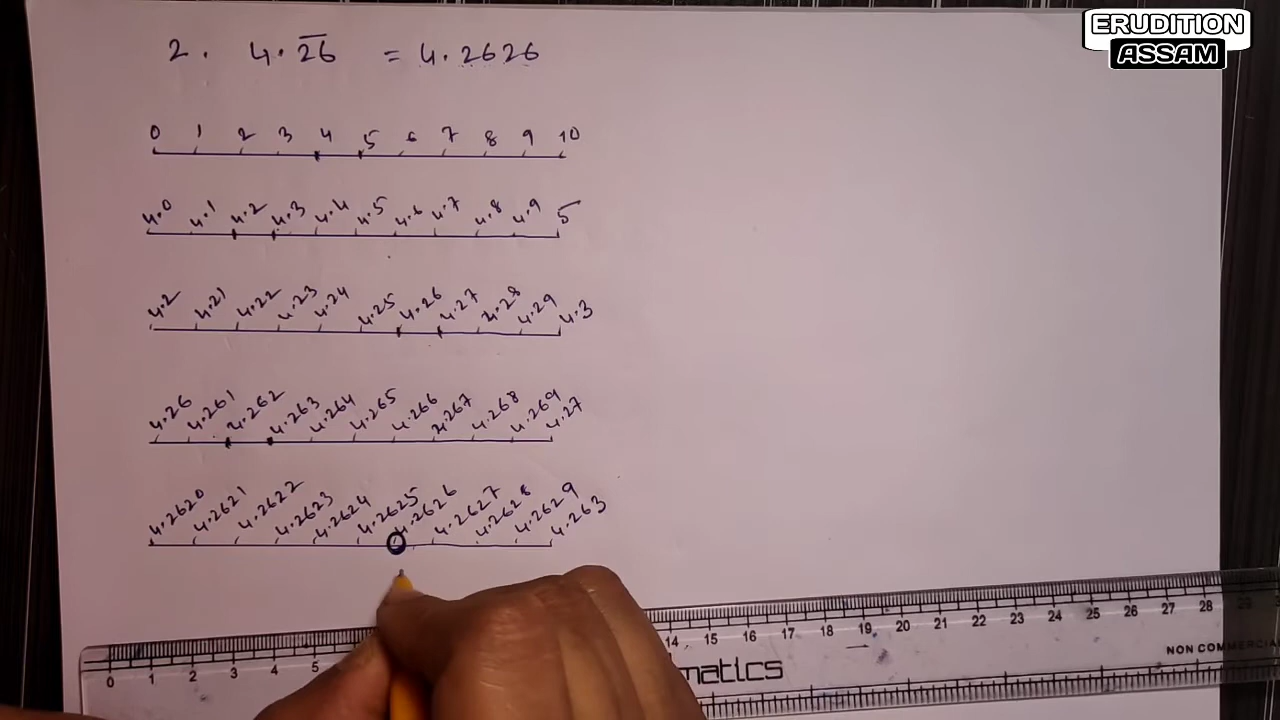 ERUDITION
ASSAM
2. 4.2̅6̅ = 4.2626
0 1 2 3 4 5 6 7 8 9 10
4.0 4.1 4.2 4.3 4.4 4.5 4.6 4.7 4.8 4.9 5
4.2 4.21 4.22 4.23 4.24 4.25 4.26 4.27 4.28 4.29 4.3
4.26 4.261 4.262 4.263 4.264 4.265 4.266 4.267 4.268 4.269 4.27
4.2620 4.2621 4.2622 4.2623 4.2624 4.2625 4.2626 4.2627 4.2628 4.2629 4.263
0 1 2 3 4 5 14 15 16 17 18 19 20 21 22 23 24 25 26 27 28 29
NON COMMERCIAL
matics